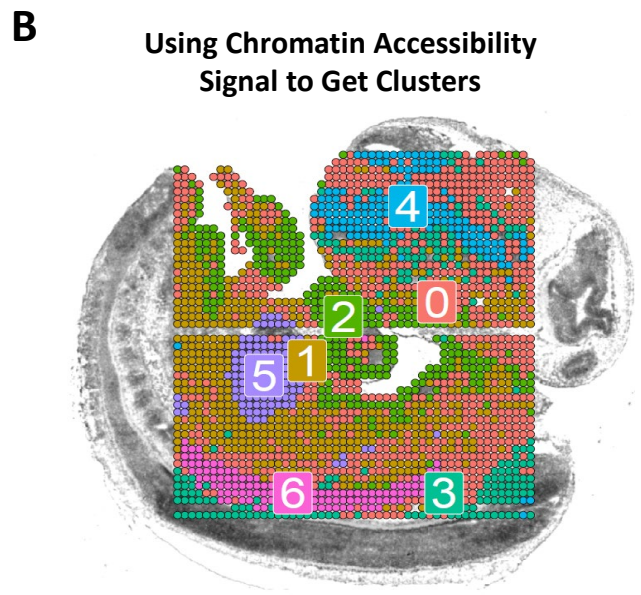 B
Using Chromatin Accessibility
Signal to Get Clusters
4
0
2
1
5
6
3